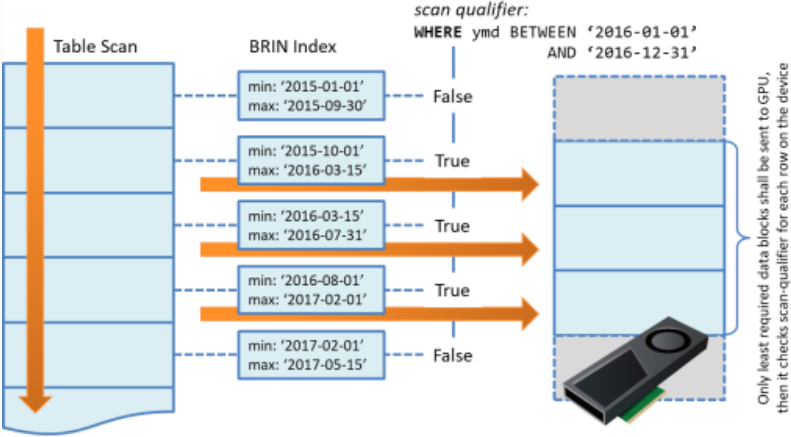 scan qualifier:
WHERE ymd BETWEEN ‘2016-01-01’
AND ‘2016-12-31’
Table Scan
BRIN Index
min: ‘2015-01-01’
max: ‘2015-09-30’
False
min: ‘2015-10-01’
max: ‘2016-03-15’
True
min: ‘2016-03-15’
max: ‘2016-07-31’
True
min: ‘2016-08-01’
max: ‘2017-02-01’
True
min: ‘2017-02-01’
max: ‘2017-05-15’
False
Only least required data blocks shall be sent to GPU,
then it checks scan-qualifier for each row on the device